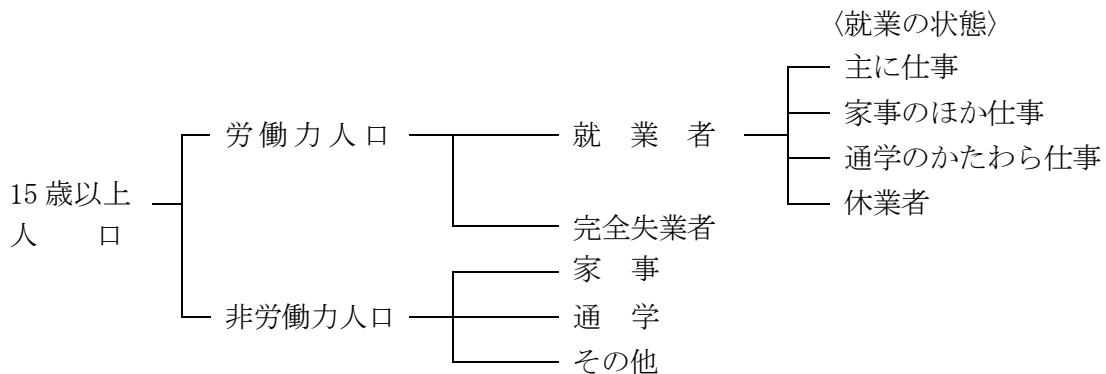 〈就業の状態〉
主に仕事
家事のほか仕事
通学のかたわら仕事
休業者
労働力人口
就業者
完全失業者
15歳以上
人口
家事
非労働力人口
通学
その他